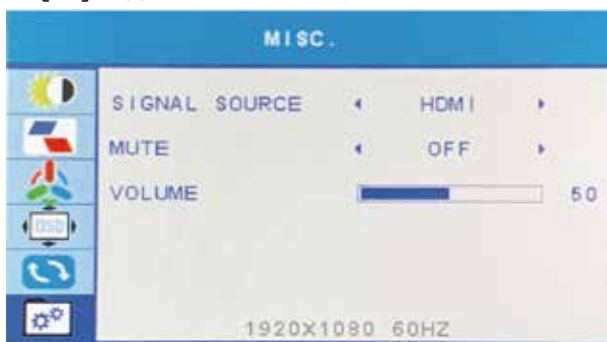 MISC.
SIGNAL SOURCE HDMI
MUTE OFF
VOLUME 50
OSD
1920X1080 60HZ